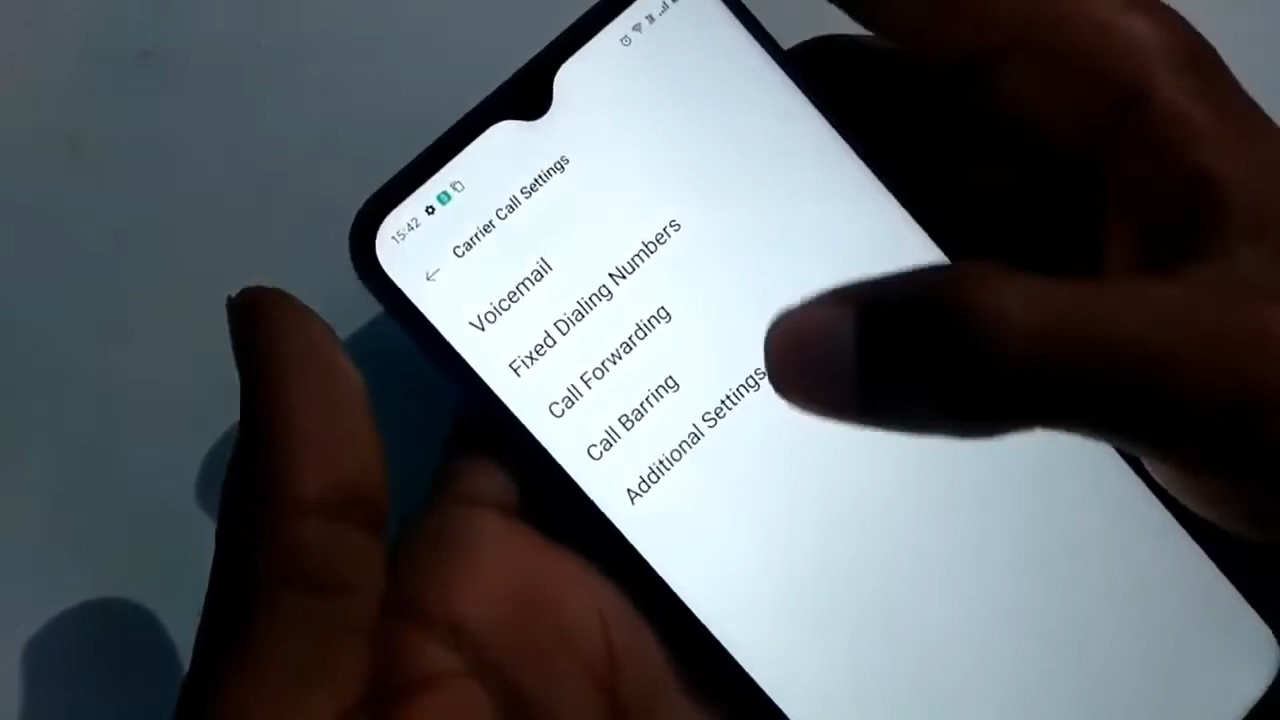 15:42
Carrier Call Settings
Voicemail
Fixed Dialing Numbers
Call Forwarding
Call Barring
Additional Settings